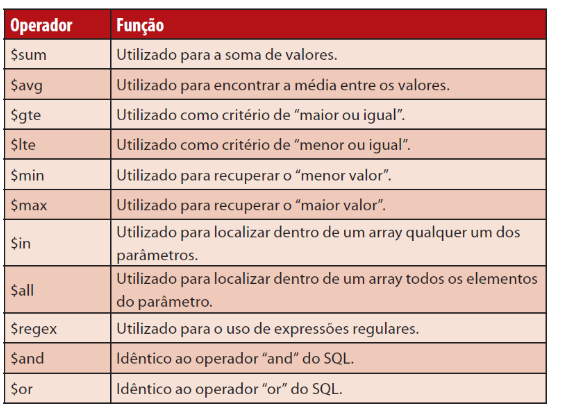 Operador Função
$sum Utilizado para a soma de valores.
$avg Utilizado para encontrar a média entre os valores.
$gte Utilizado como critério de “maior ou igual”.
$lte Utilizado como critério de “menor ou igual”.
$min Utilizado para recuperar o “menor valor”.
$max Utilizado para recuperar o “maior valor”.
$in Utilizado para localizar dentro de um array qualquer um dos
parâmetros.
$all Utilizado para localizar dentro de um array todos os elementos
do parâmetro.
$regex Utilizado para o uso de expressões regulares.
$and Idêntico ao operador “and” do SQL.
$or Idêntico ao operador “or” do SQL.